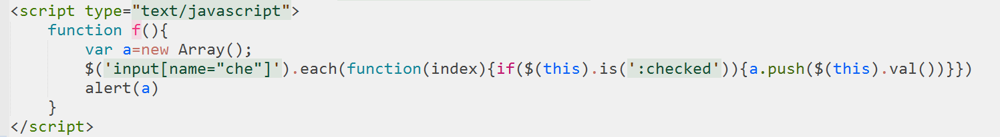 <script type="text/javascript">
    function f(){
        var a=new Array();
        $('input[name="che"]').each(function(index){if($(this).is(':checked')){a.push($(this).val())}})
        alert(a)
    }
</script>